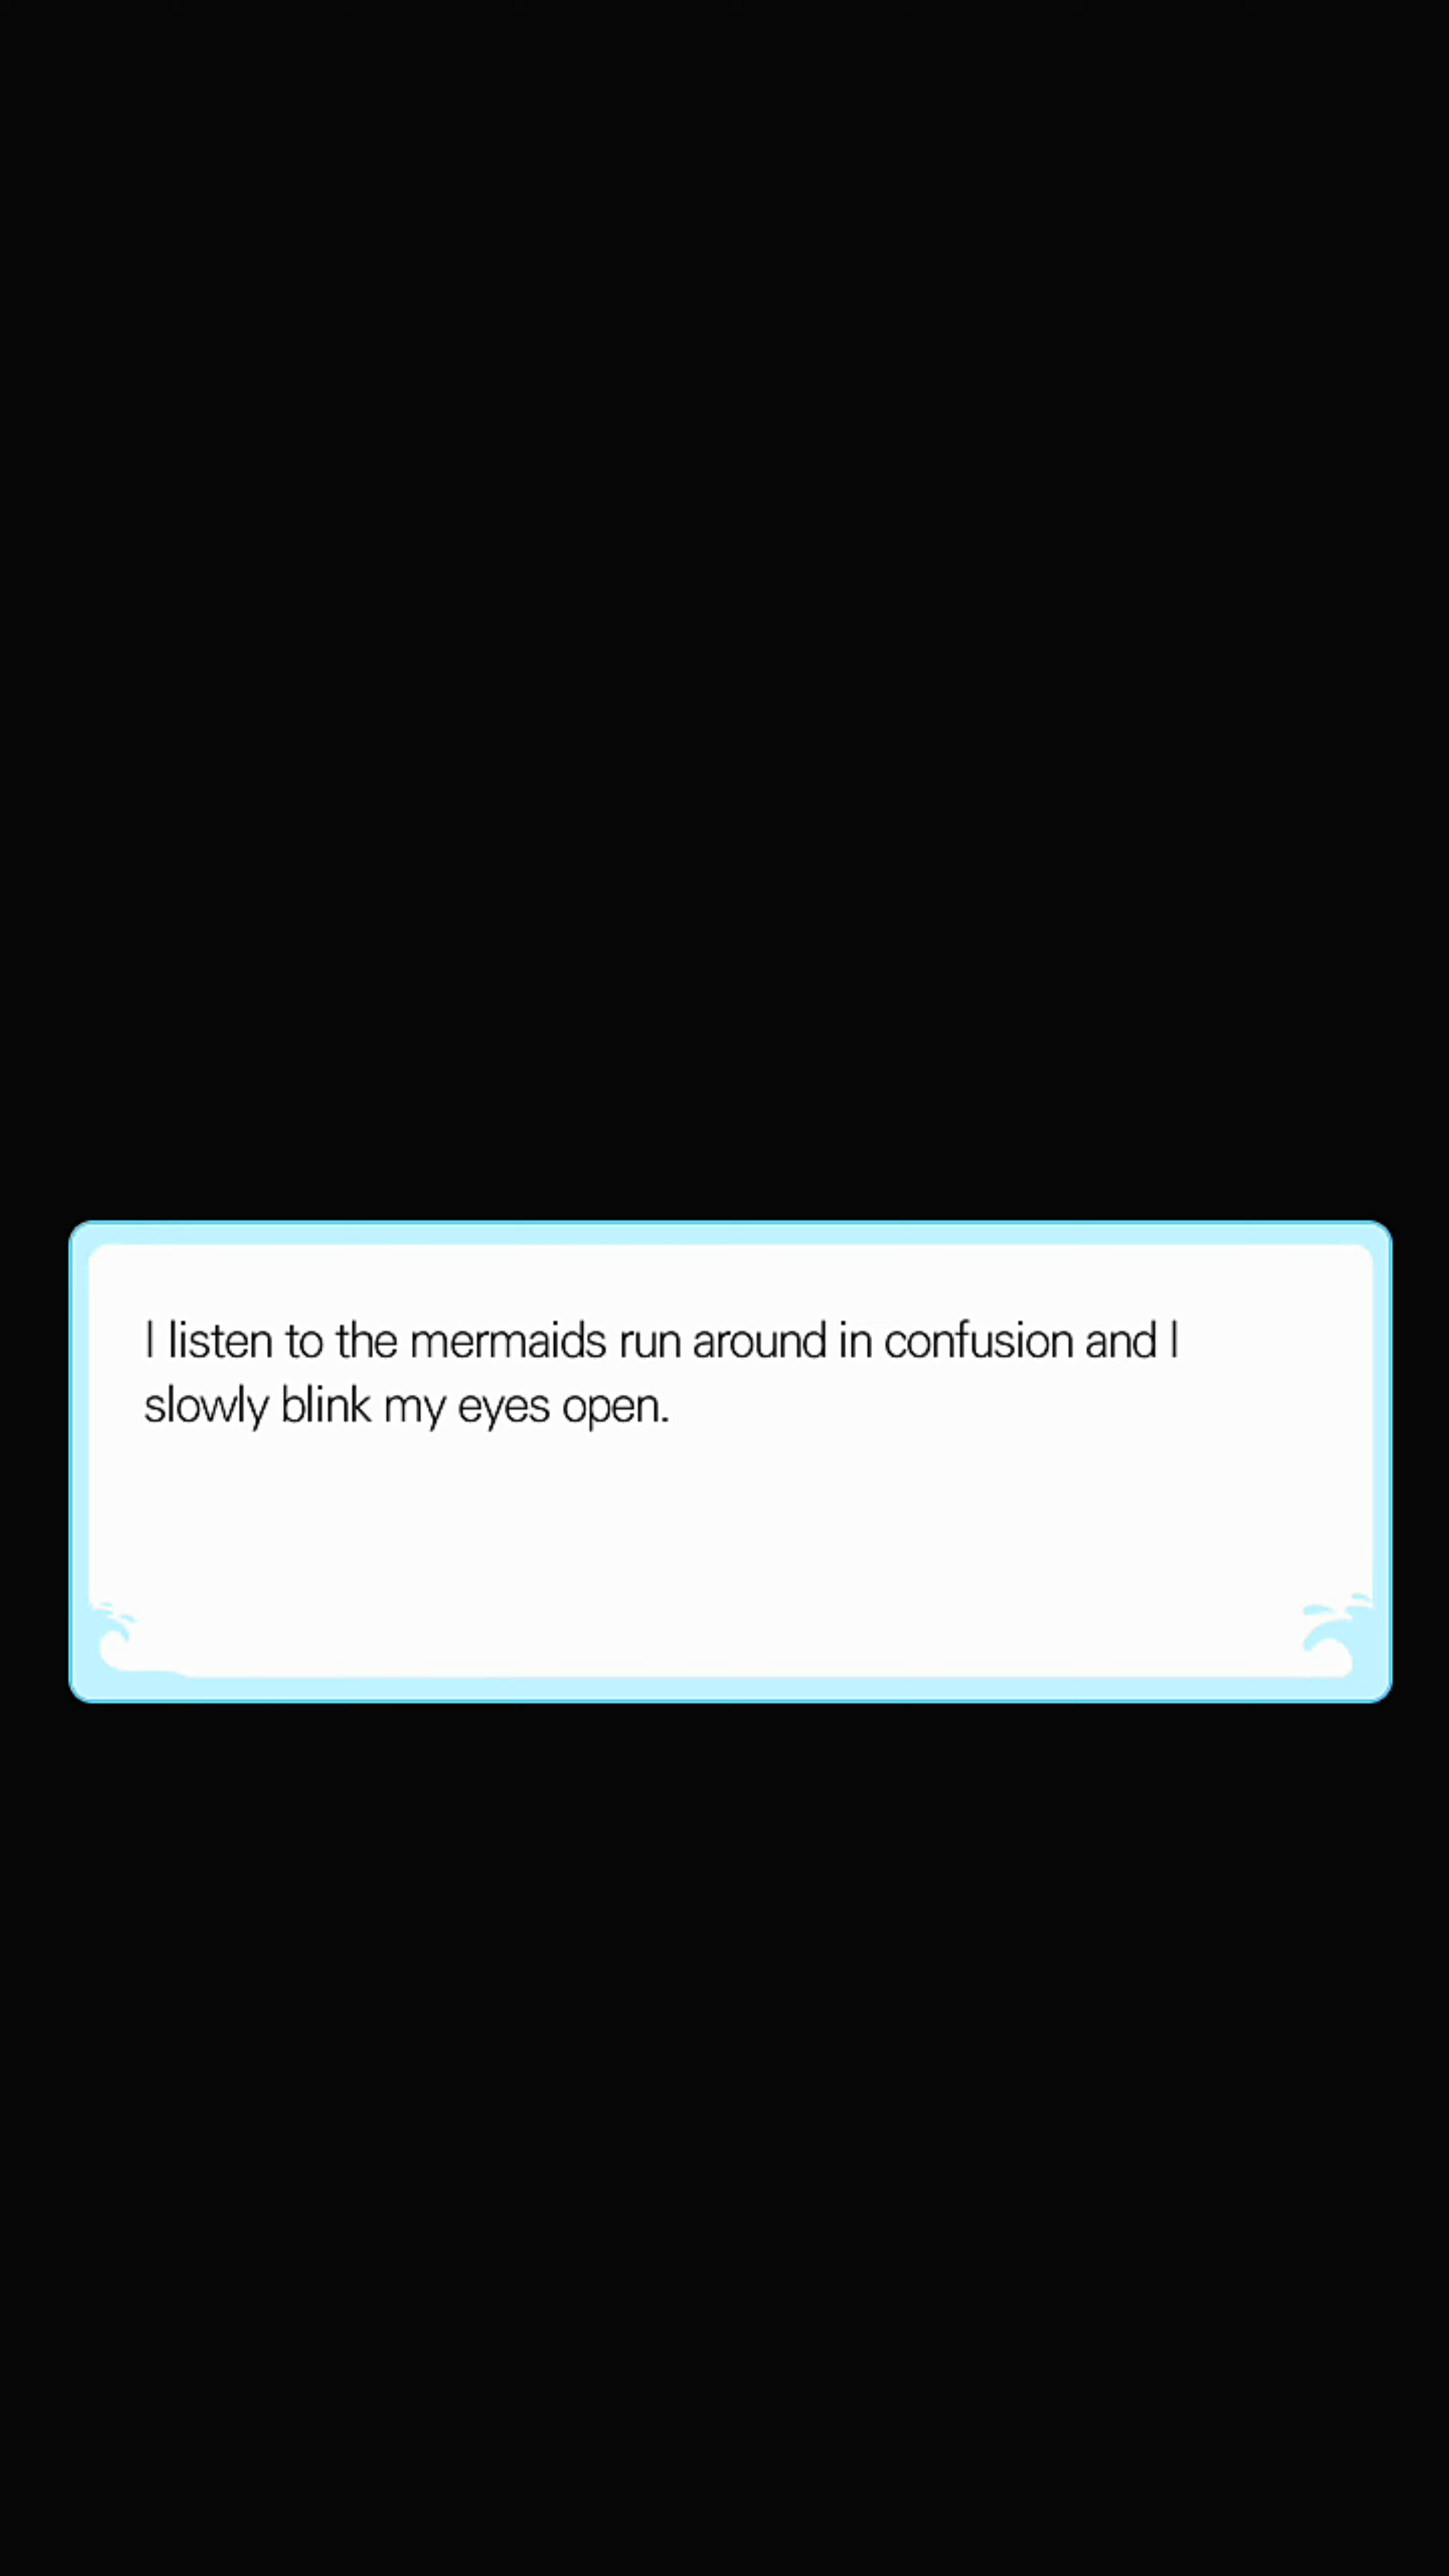 I listen to the mermaids run around in confusion and I
slowly blink my eyes open.